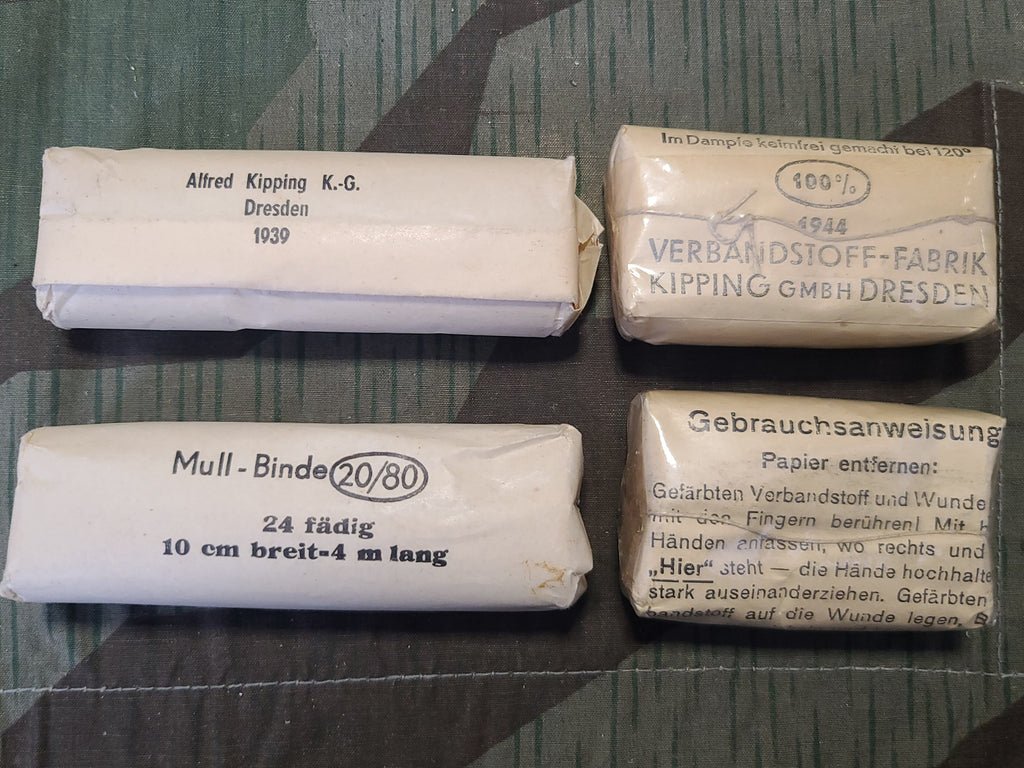 Alfred Kipping K.-G.
Dresden
1939
Im Dampfe keimfrei gemacht bei 120°
100%
1944
VERBANDSTOFF-FABRIK
KIPPING GMBH DRESDEN
Mull-Binde 20/80
24 fädig
10 cm breit-4 m lang
Gebrauchsanweisung
Papier entfernen:
Gefärbten Verbandstoff und Wunde
mit den Fingern berühren! Mit
Händen anfassen, wo rechts und
„Hier" steht — die Hände hochhalte
stark auseinanderziehen. Gefärbten
bandstoff auf die Wunde legen.